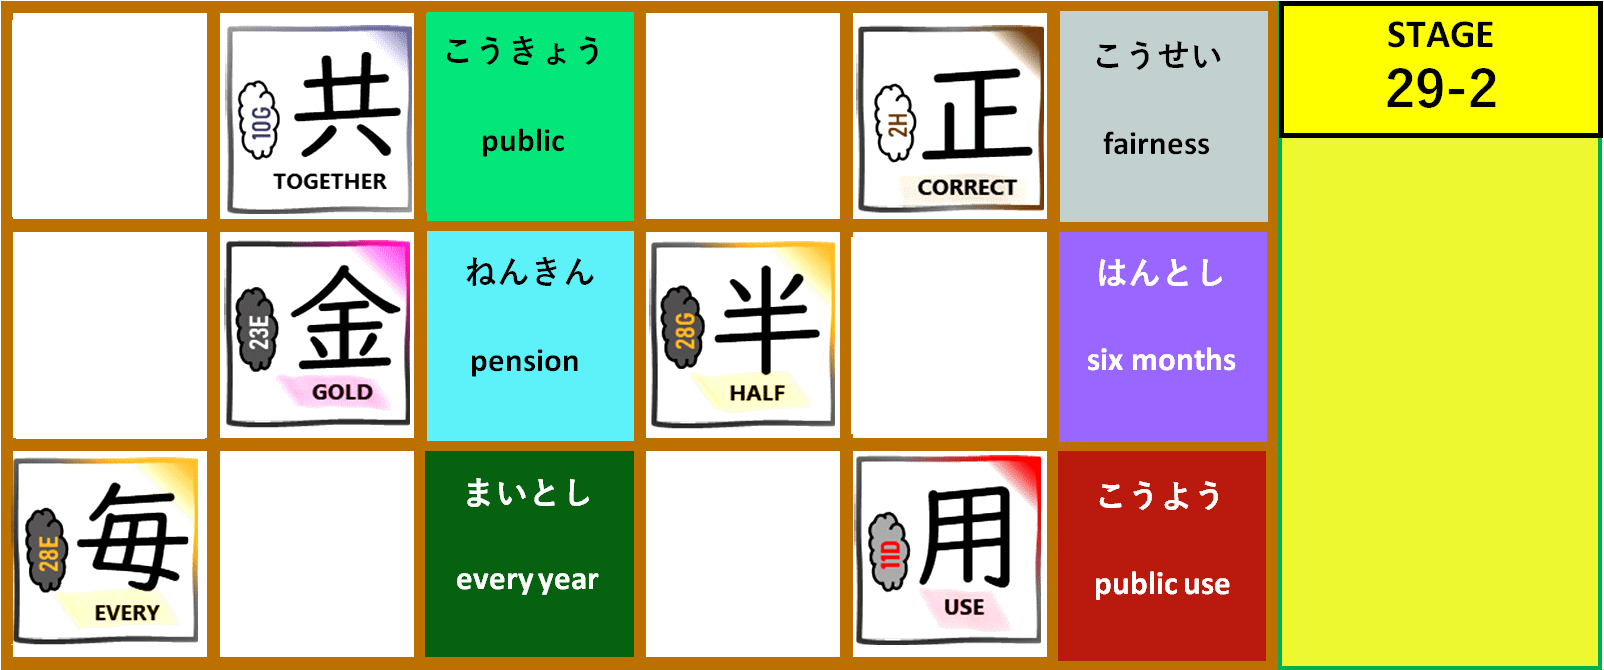 10G
共
TOGETHER
こうきょう
public
2H
正
CORRECT
こうせい
fairness
STAGE
29-2
23E
金
GOLD
ねんきん
pension
28G
半
HALF
はんとし
six months
28E
毎
EVERY
まいとし
every year
11D
用
USE
こうよう
public use